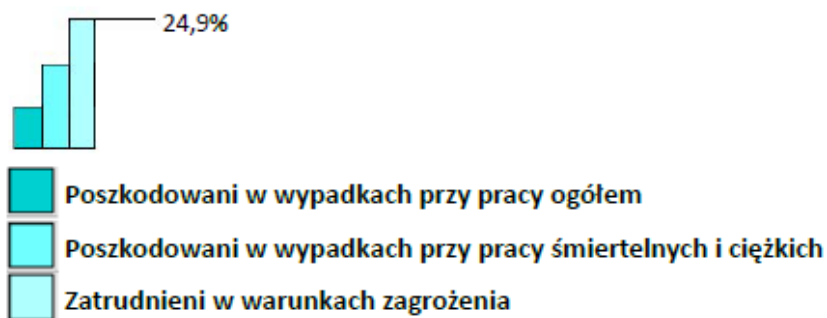 24,9%
Poszkodowani w wypadkach przy pracy ogółem
Poszkodowani w wypadkach przy pracy śmiertelnych i ciężkich
Zatrudnieni w warunkach zagrożenia